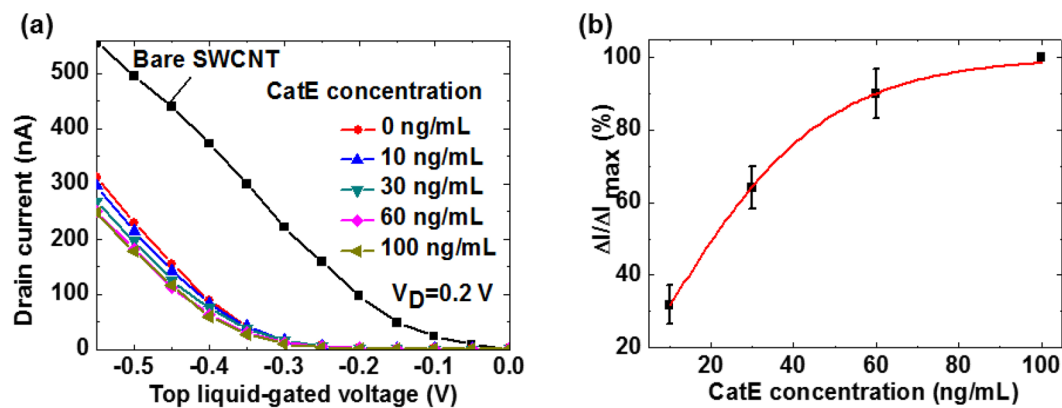 (a)
Bare SWCNT
CatE concentration
0 ng/mL
10 ng/mL
30 ng/mL
60 ng/mL
100 ng/mL
VD=0.2 V
Drain current (nA)
500
400
300
200
100
0
-0.5 -0.4 -0.3 -0.2 -0.1 0.0
Top liquid-gated voltage (V)
(b)
ΔI/ΔImax (%)
100
80
60
40
20
20 40 60 80 100
CatE concentration (ng/mL)